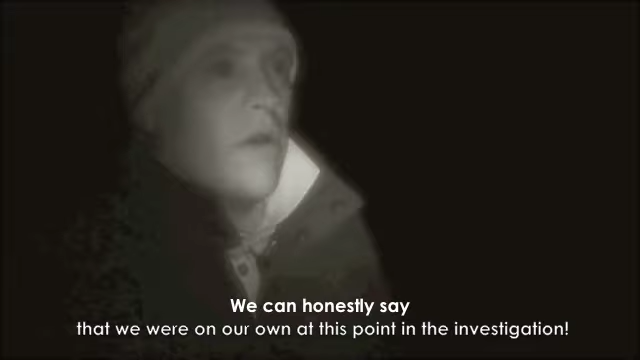 We can honestly say
that we were on our own at this point in the investigation!